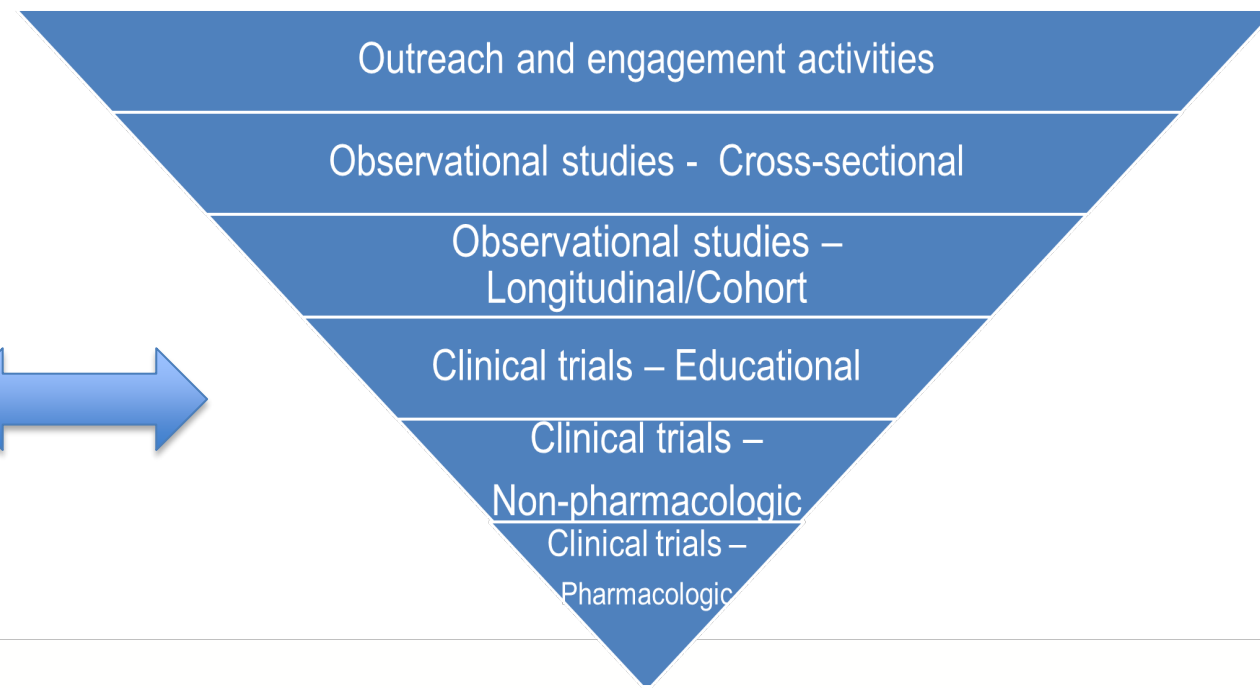 Outreach and engagement activities
Observational studies - Cross-sectional
Observational studies –
Longitudinal/Cohort
Clinical trials – Educational
Clinical trials –
Non-pharmacologic
Clinical trials –
Pharmacologic